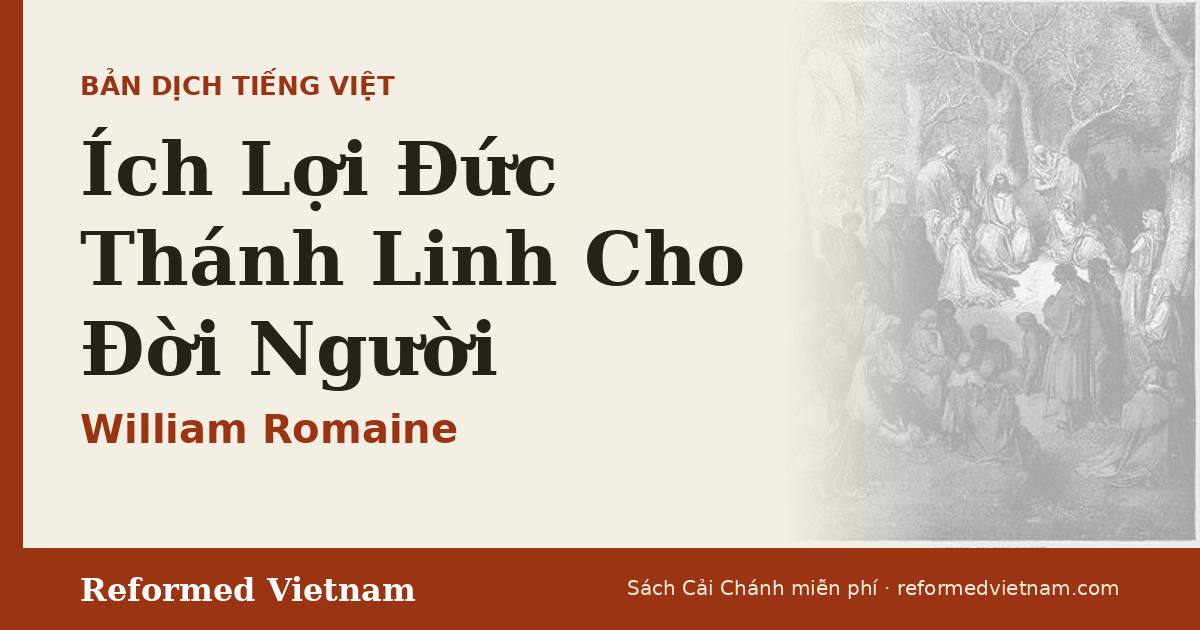 BẢN DỊCH TIẾNG VIỆT
Ích Lợi Đức
Thánh Linh Cho
Đời Người
William Romaine
Reformed Vietnam
Sách Cải Chánh miễn phí · reformedvietnam.com